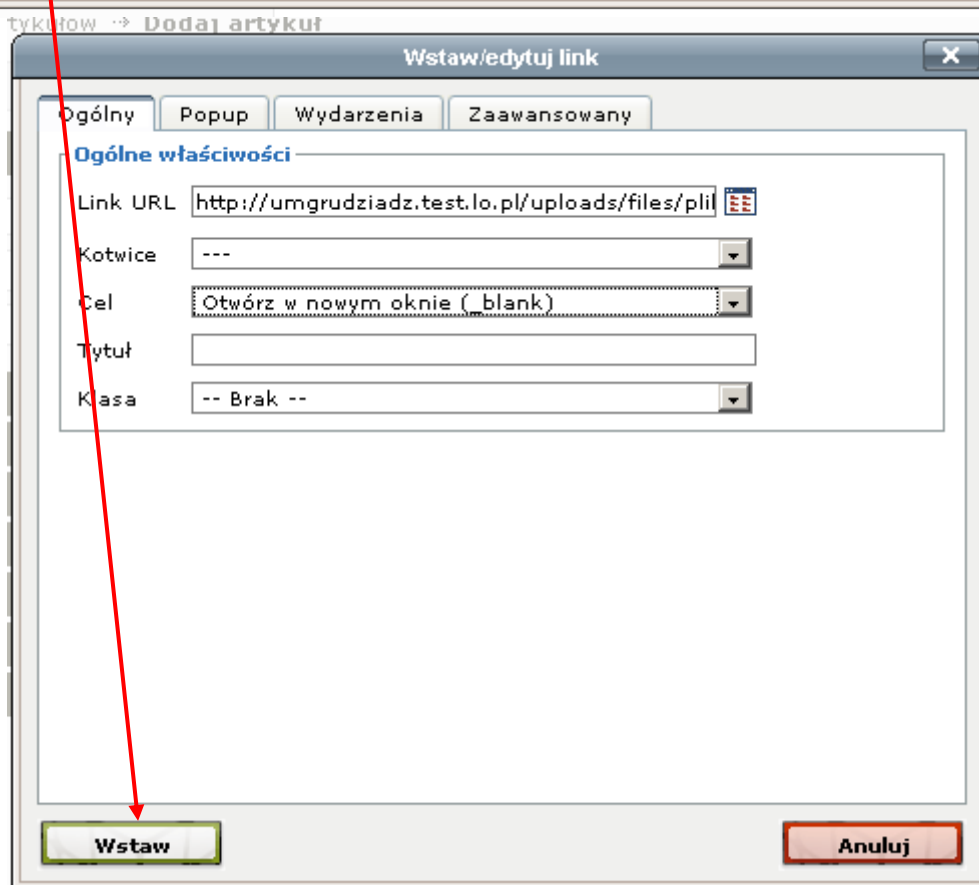 tykułow ⇢ Dodaj artykuł
Wstaw/edytuj link
Ogólny Popup Wydarzenia Zaawansowany
Ogólne właściwości
Link URL http://umgrudziadz.test.lo.pl/uploads/files/plil
Kotwice ---
Cel Otwórz w nowym oknie (_blank)
Tytuł
Klasa -- Brak --
Wstaw Anuluj